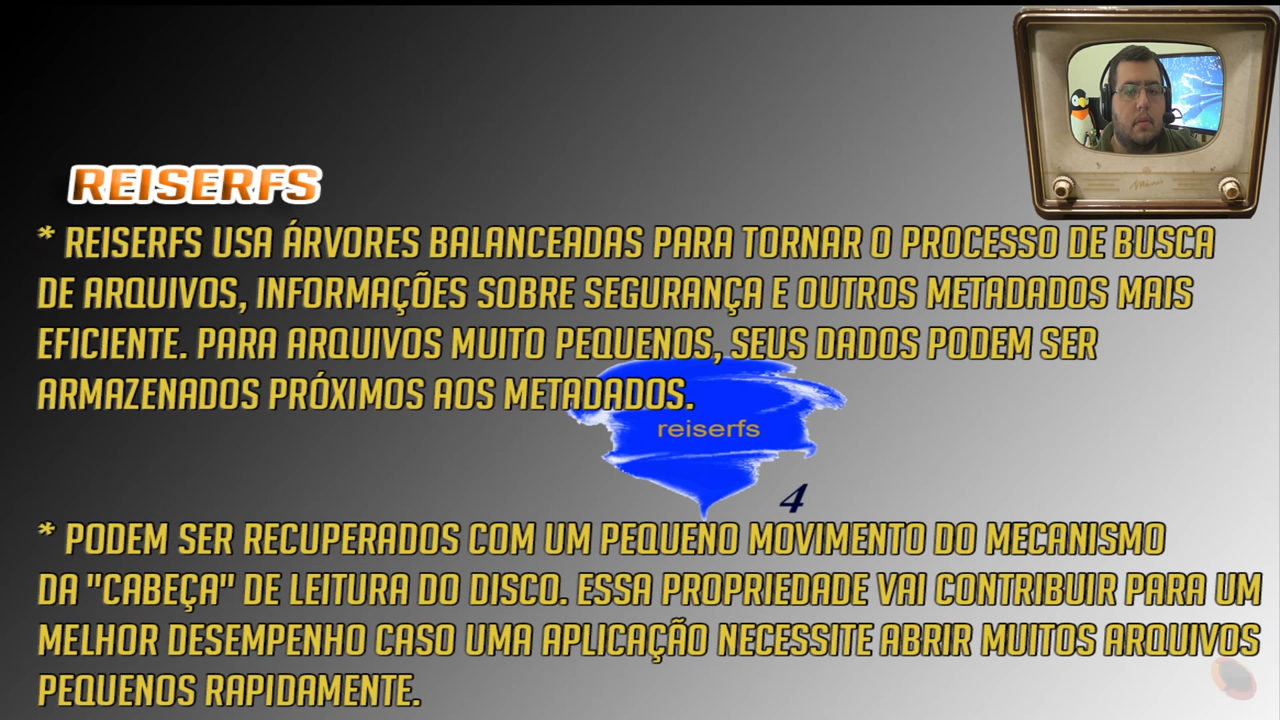 REISERFS
* REISERFS USA ÁRVORES BALANCEADAS PARA TORNAR O PROCESSO DE BUSCA
DE ARQUIVOS, INFORMAÇÕES SOBRE SEGURANÇA E OUTROS METADADOS MAIS
EFICIENTE. PARA ARQUIVOS MUITO PEQUENOS, SEUS DADOS PODEM SER
ARMAZENADOS PRÓXIMOS AOS METADADOS.
reiserfs
4
* PODEM SER RECUPERADOS COM UM PEQUENO MOVIMENTO DO MECANISMO
DA "CABEÇA" DE LEITURA DO DISCO. ESSA PROPRIEDADE VAI CONTRIBUIR PARA UM
MELHOR DESEMPENHO CASO UMA APLICAÇÃO NECESSITE ABRIR MUITOS ARQUIVOS
PEQUENOS RAPIDAMENTE.